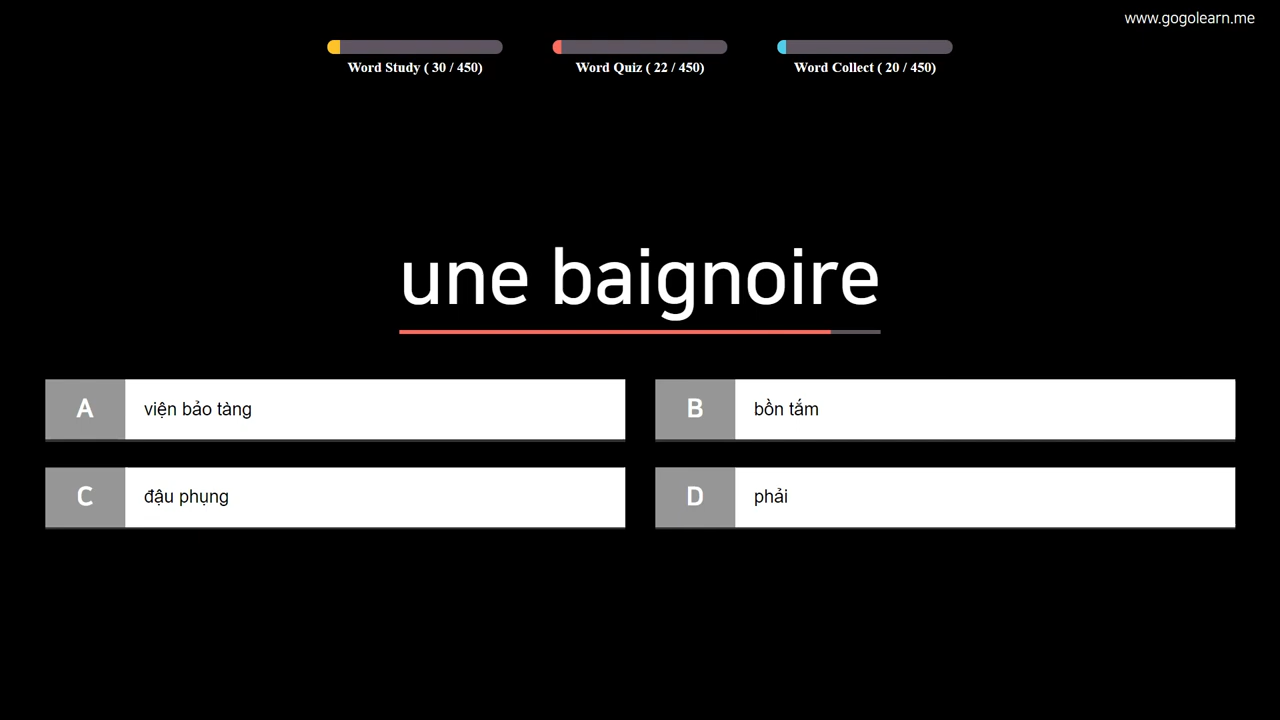 www.gogolearn.me
Word Study ( 30 / 450)
Word Quiz ( 22 / 450)
Word Collect ( 20 / 450)
une baignoire
A viện bảo tàng
B bồn tắm
C đậu phụng
D phải